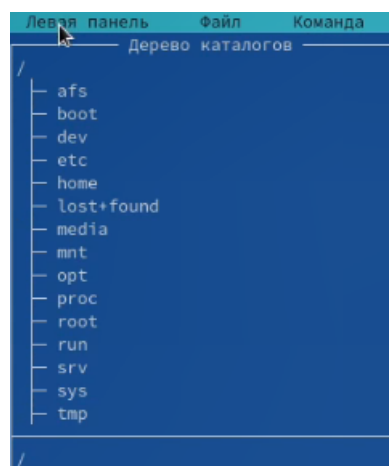 Левая панель Файл Команда
Дерево каталогов
/
afs
boot
dev
etc
home
lost+found
media
mnt
opt
proc
root
run
srv
sys
tmp
/